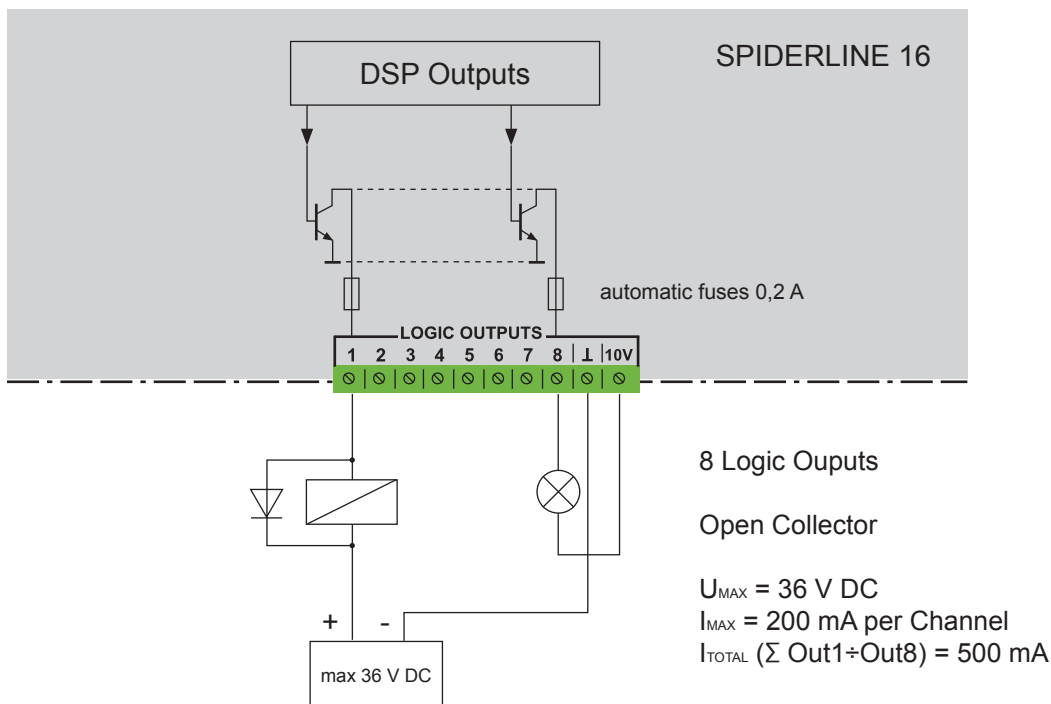 SPIDERLINE 16
DSP Outputs
automatic fuses 0,2 A
LOGIC OUTPUTS
1 2 3 4 5 6 7 8 ⊥ 10V
8 Logic Ouputs
Open Collector
UMAX = 36 V DC
IMAX = 200 mA per Channel
ITOTAL (Σ Out1÷Out8) = 500 mA
+ -
max 36 V DC